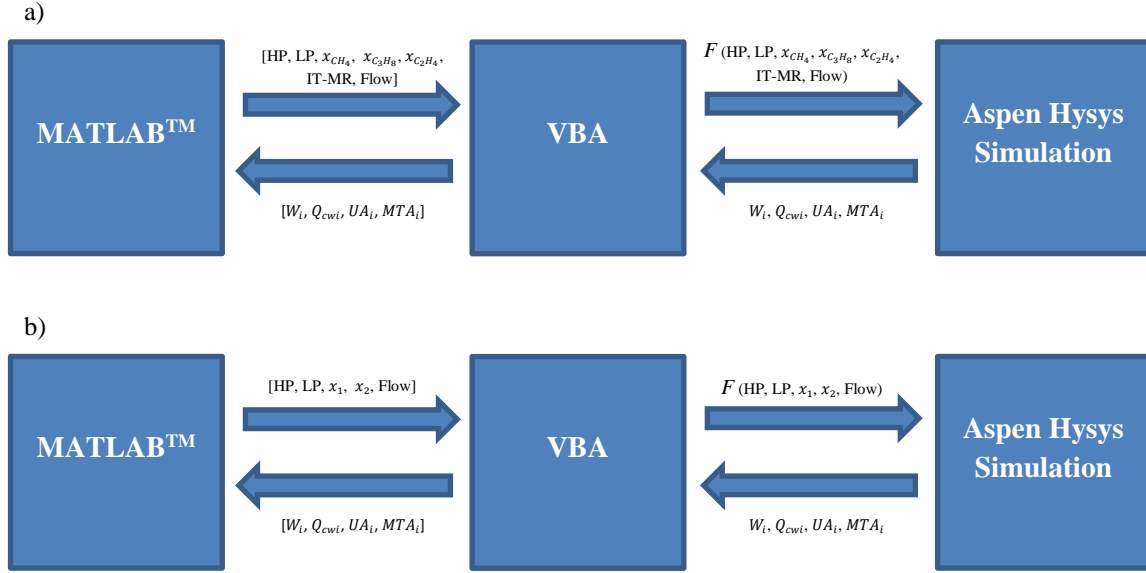 a)
[HP, LP, x_{CH_4}, x_{C_3H_8}, x_{C_2H_4},
IT-MR, Flow]
F (HP, LP, x_{CH_4}, x_{C_3H_8}, x_{C_2H_4},
IT-MR, Flow)
MATLAB™
VBA
Aspen Hysys
Simulation
[W_i, Q_{cwi}, UA_i, MTA_i]
W_i, Q_{cwi}, UA_i, MTA_i
b)
[HP, LP, x_1, x_2, Flow]
F (HP, LP, x_1, x_2, Flow)
MATLAB™
VBA
Aspen Hysys
Simulation
[W_i, Q_{cwi}, UA_i, MTA_i]
W_i, Q_{cwi}, UA_i, MTA_i